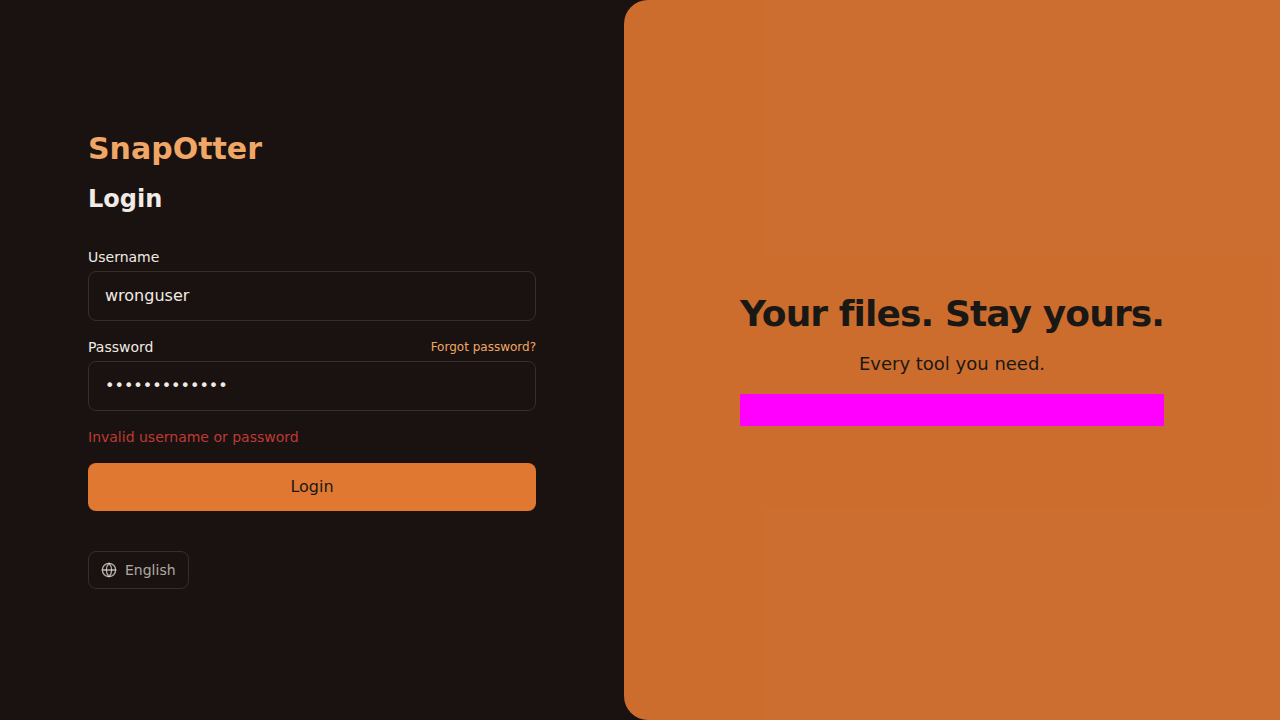 SnapOtter
Login
Username
wronguser
Password
Forgot password?
•••••••••••••
Invalid username or password
Login
English
Your files. Stay yours.
Every tool you need.